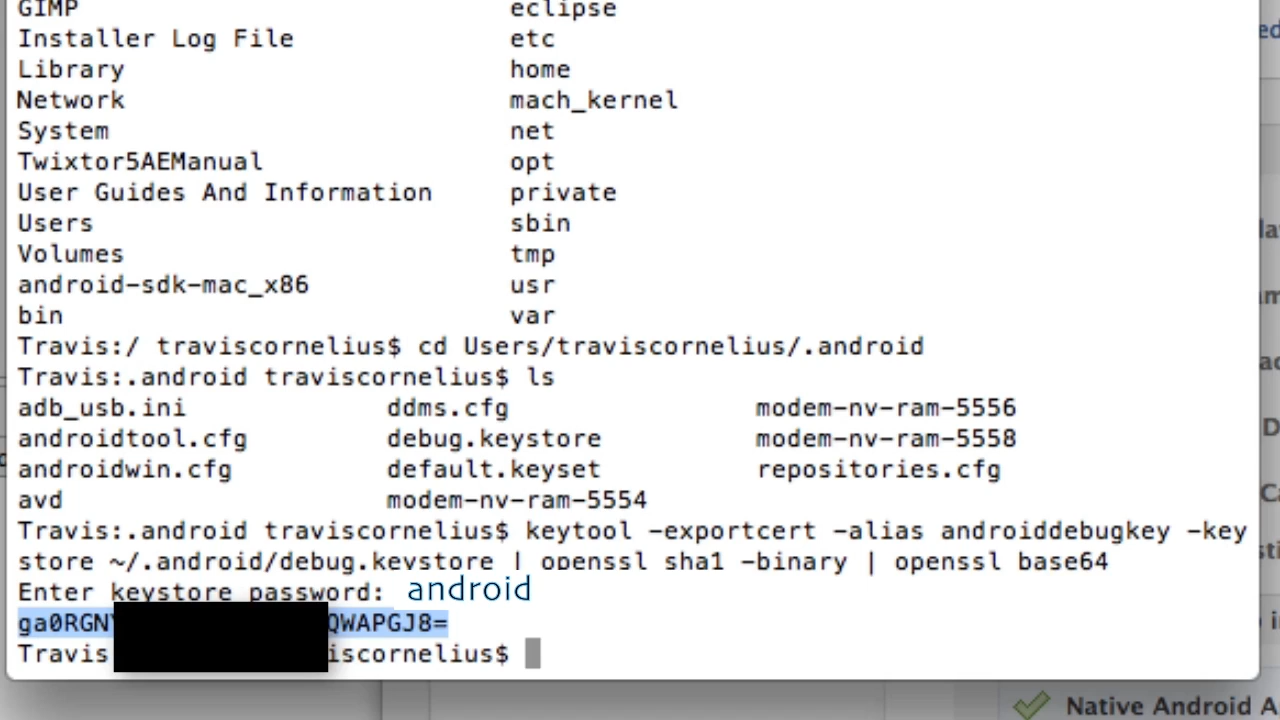 GIMP eclipse
Installer Log File etc
Library home
Network mach_kernel
System net
Twixtor5AEManual opt
User Guides And Information private
Users sbin
Volumes tmp
android-sdk-mac_x86 usr
bin var
Travis:/ traviscornelius$ cd Users/traviscornelius/.android
Travis:.android traviscornelius$ ls
adb_usb.ini ddms.cfg modem-nv-ram-5556
androidtool.cfg debug.keystore modem-nv-ram-5558
androidwin.cfg default.keyset repositories.cfg
avd modem-nv-ram-5554
Travis:.android traviscornelius$ keytool -exportcert -alias androiddebugkey -key
store ~/.android/debug.keystore | openssl sha1 -binary | openssl base64
Enter keystore password: android
ga0RGN QWAPGJ8=
Travis iscornelius$
Native Android A